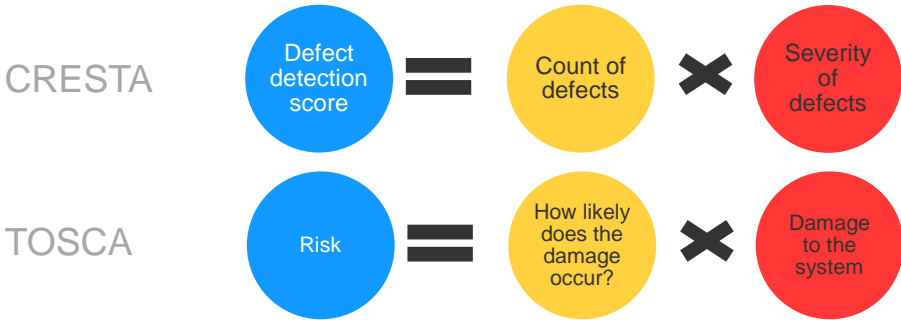 CRESTA
Defect
detection
score
Count of
defects
Severity
of
defects
TOSCA
Risk
How likely
does the
damage
occur?
Damage
to the
system